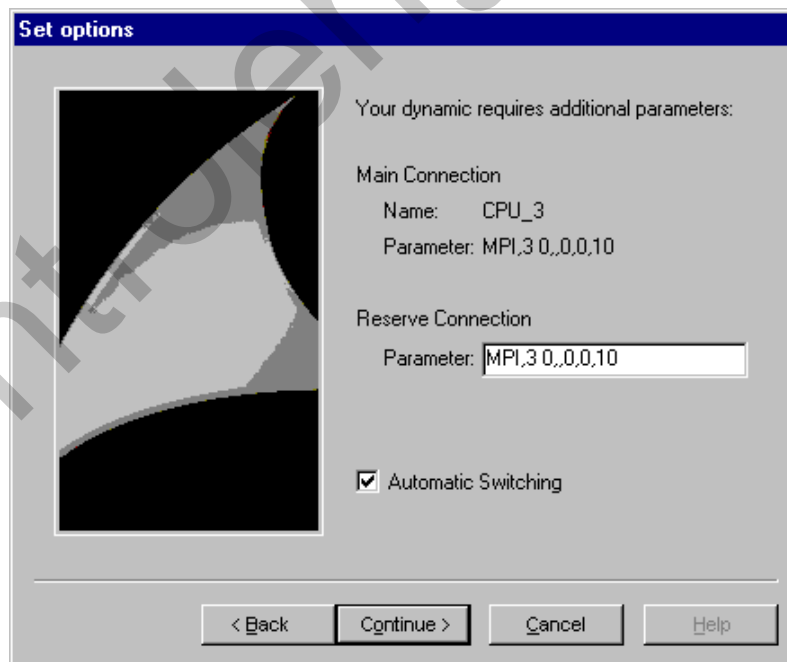 Set options
Your dynamic requires additional parameters:
Main Connection
Name: CPU_3
Parameter: MPI,3 0,,0,0,10
Reserve Connection
Parameter: MPI,3 0,,0,0,10
Automatic Switching
< Back Continue > Cancel Help